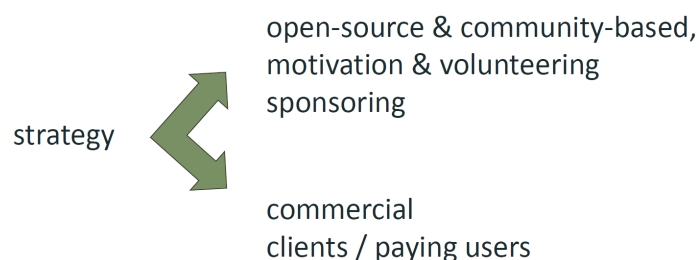 open-source & community-based,
motivation & volunteering
sponsoring
strategy
commercial
clients / paying users